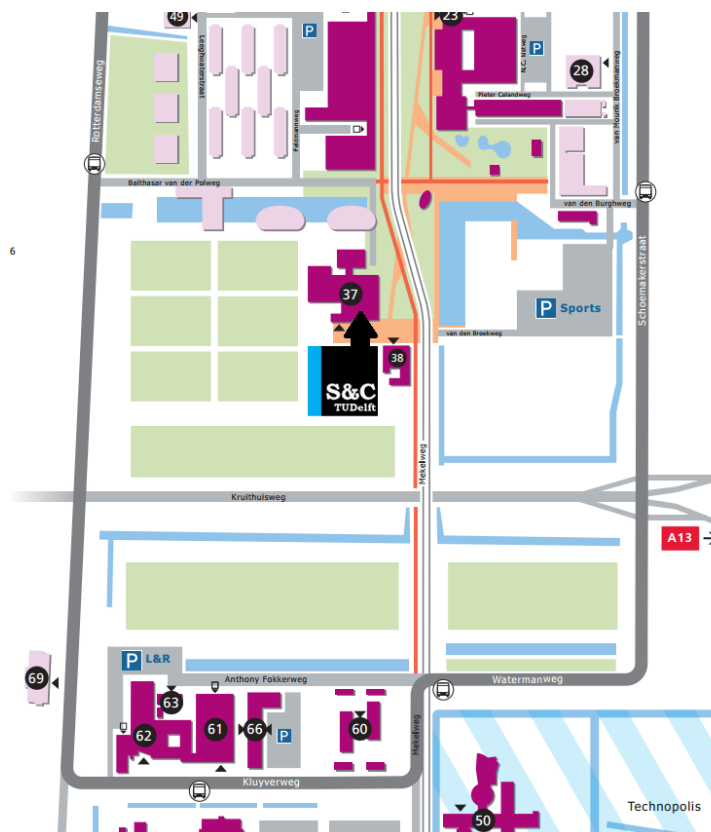 49
23
P
P
28
N.C. Kistweg
Leeghwaterstraat
Rotterdamseweg
Feldmannweg
Pieter Calandweg
van Mourik Broekmanweg
Balthasar van der Polweg
van den Burghweg
6
37
P Sports
Schoemakerstraat
van den Broekweg
38
S&C
TUDelft
Mekelweg
Kruithuisweg
A13
P L&R
69
Anthony Fokkerweg
Watermanweg
63
62
61
66
P
60
Mekelweg
Kluyverweg
50
Technopolis